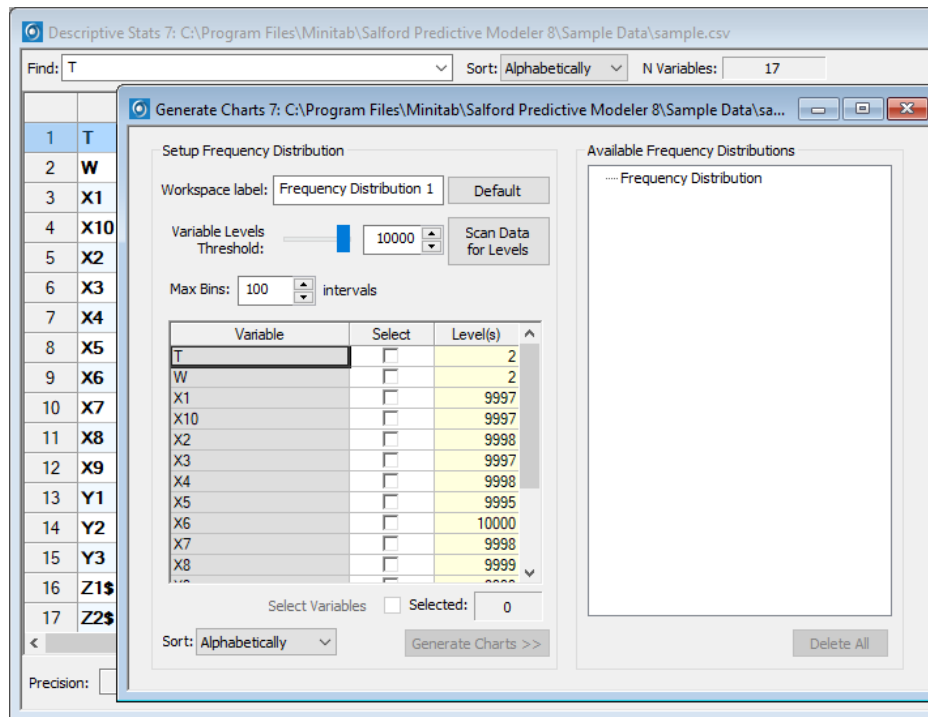 Descriptive Stats 7: C:\Program Files\Minitab\Salford Predictive Modeler 8\Sample Data\sample.csv
Find: T Sort: Alphabetically N Variables: 17
Generate Charts 7: C:\Program Files\Minitab\Salford Predictive Modeler 8\Sample Data\sa...
1 T
2 W
3 X1
4 X10
5 X2
6 X3
7 X4
8 X5
9 X6
10 X7
11 X8
12 X9
13 Y1
14 Y2
15 Y3
16 Z1$
17 Z2$
Precision:
Setup Frequency Distribution
Workspace label: Frequency Distribution 1 Default
Variable Levels
Threshold: 10000 Scan Data
for Levels
Max Bins: 100 intervals
Variable Select Level(s)
T 2
W 2
X1 9997
X10 9997
X2 9998
X3 9997
X4 9998
X5 9995
X6 10000
X7 9998
X8 9999
Select Variables Selected: 0
Sort: Alphabetically Generate Charts >>
Available Frequency Distributions
Frequency Distribution
Delete All